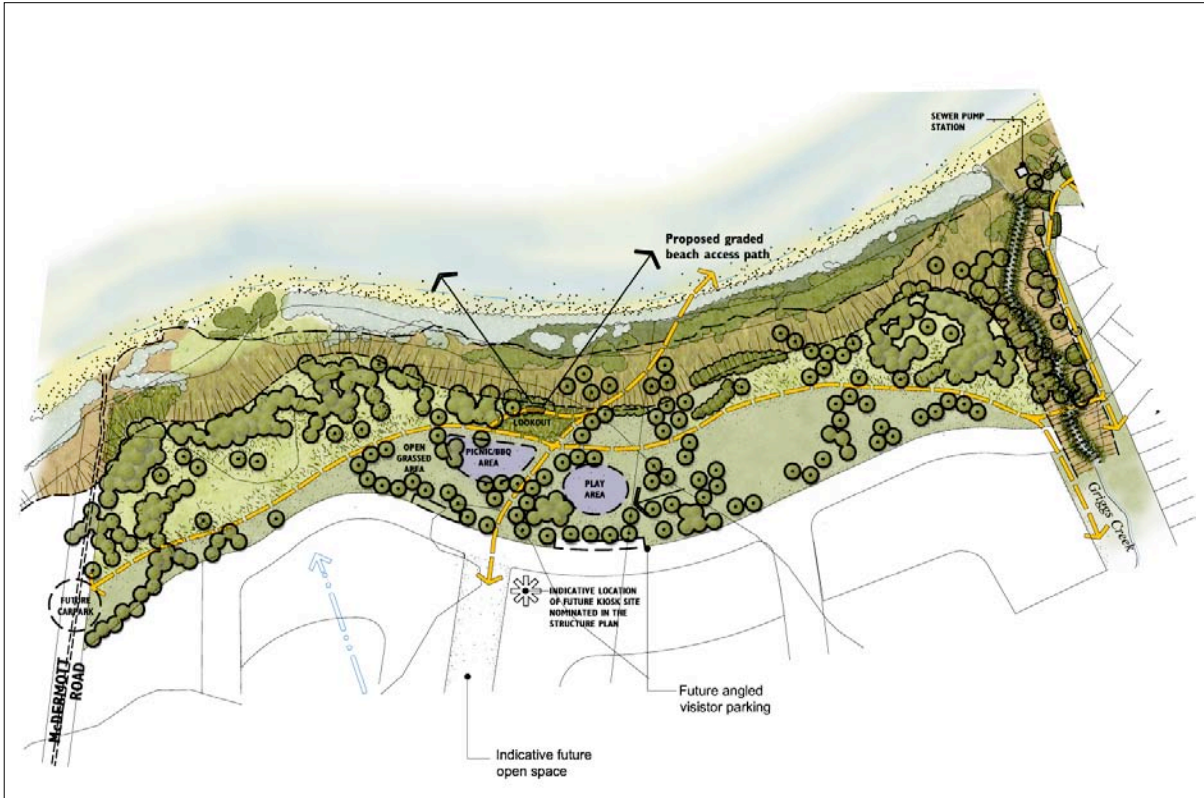 SEWER PUMP
STATION
Proposed graded
beach access path
LOOKOUT
OPEN
GRASSED
AREA
PICNIC/BBQ
AREA
PLAY
AREA
Griggs Creek
FUTURE
CARPARK
INDICATIVE LOCATION
OF FUTURE KIOSK SITE
NOMINATED IN THE
STRUCTURE PLAN
McDERMOTT
ROAD
Future angled
visistor parking
Indicative future
open space